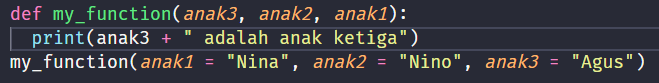 def my_function(anak3, anak2, anak1):
  print(anak3 + " adalah anak ketiga")
my_function(anak1 = "Nina", anak2 = "Nino", anak3 = "Agus")